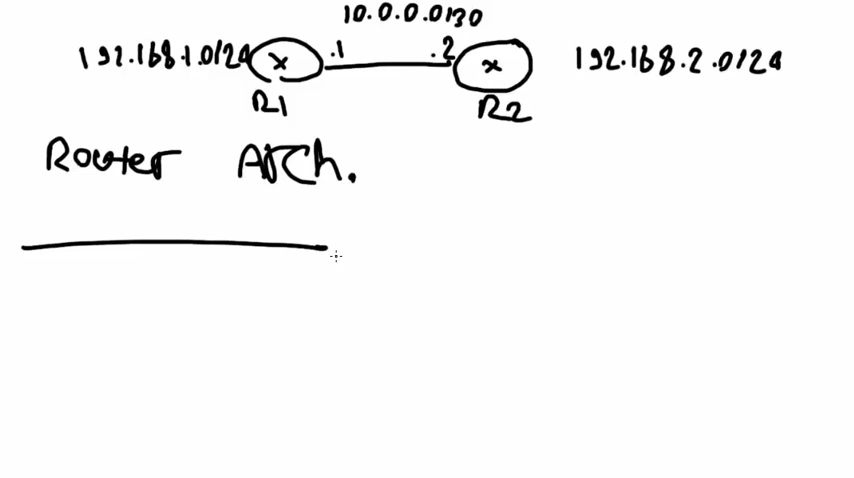 10.0.0.0/30
192.168.1.0/24 x .1 .2 x 192.168.2.0/24
R1 R2
Router Arch.